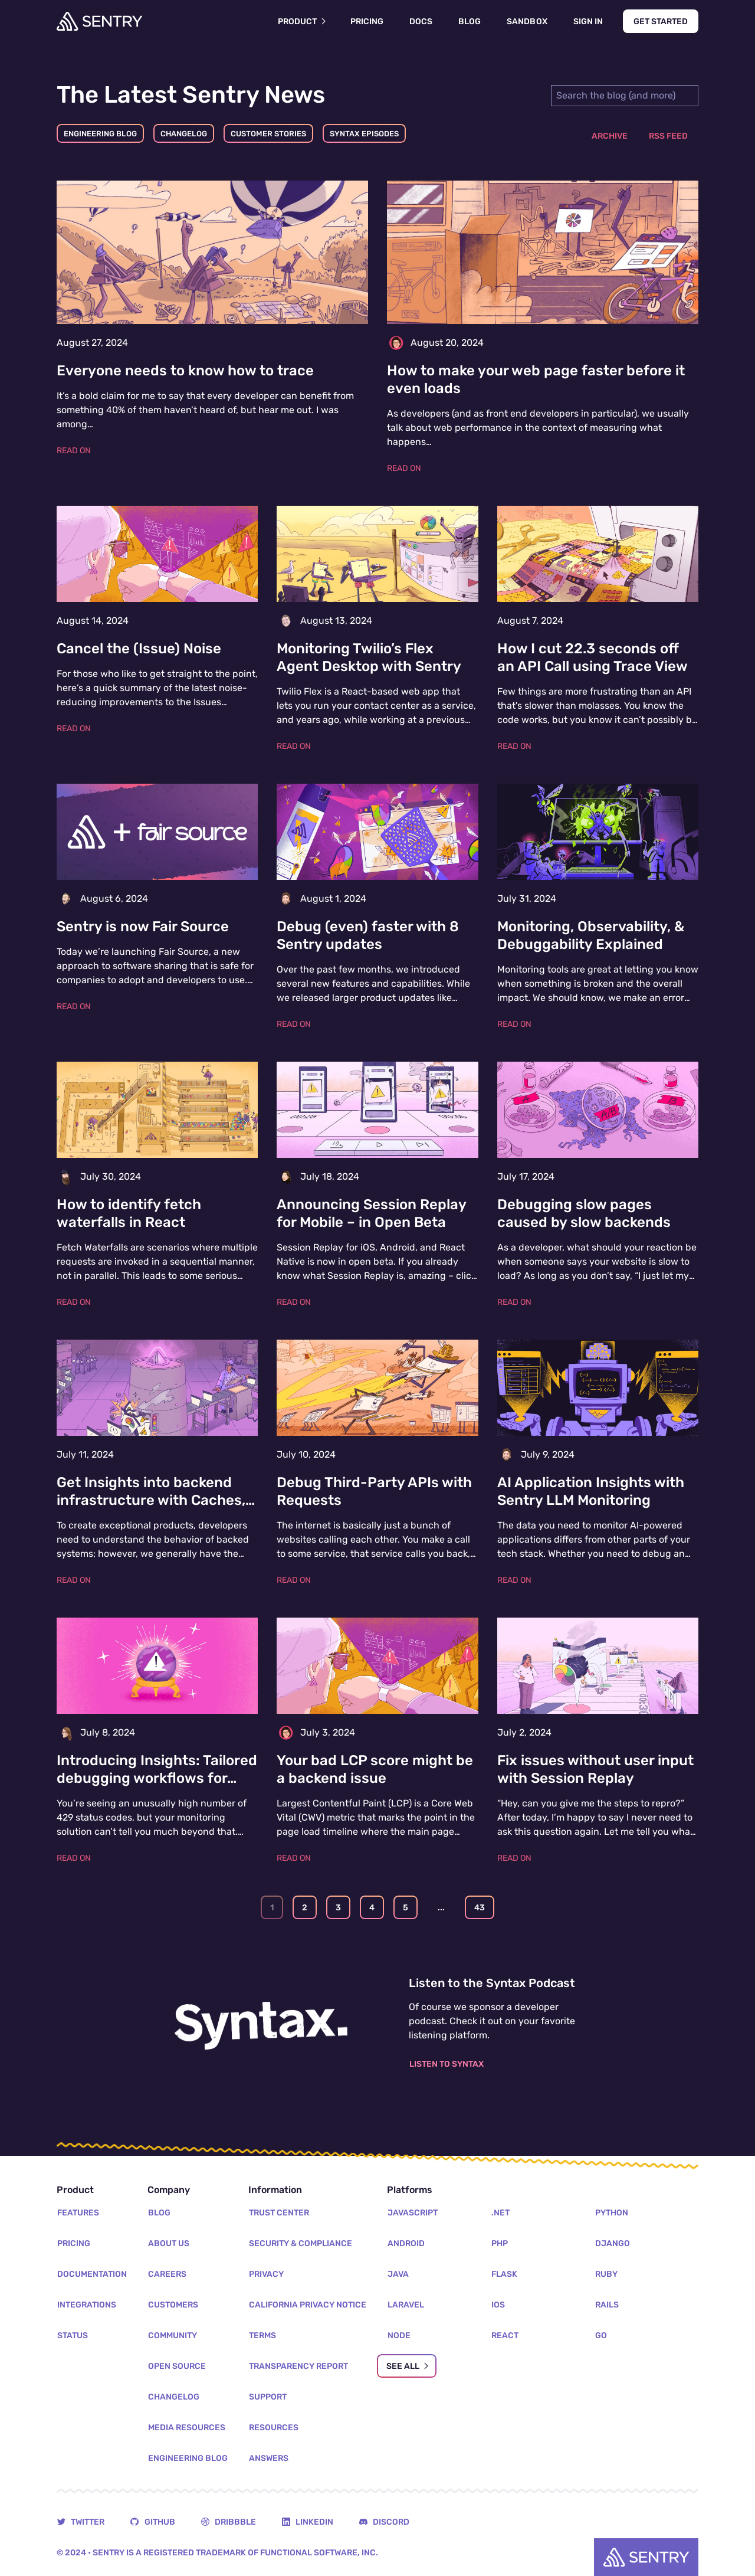 SENTRY
PRODUCT
PRICING
DOCS
BLOG
SANDBOX
SIGN IN
GET STARTED
The Latest Sentry News
Search the blog (and more)
ENGINEERING BLOG
CHANGELOG
CUSTOMER STORIES
SYNTAX EPISODES
ARCHIVE
RSS FEED
August 27, 2024
Everyone needs to know how to trace
It's a bold claim for me to say that every developer can benefit from
something 40% of them haven't heard of, but hear me out. I was
among…
READ ON
August 20, 2024
How to make your web page faster before it
even loads
As developers (and as front end developers in particular), we usually
talk about web performance in the context of measuring what
happens…
READ ON
August 14, 2024
Cancel the (Issue) Noise
For those who like to get straight to the point,
here's a quick summary of the latest noise-
reducing improvements to the Issues…
READ ON
August 13, 2024
Monitoring Twilio's Flex
Agent Desktop with Sentry
Twilio Flex is a React-based web app that
lets you run your contact center as a service,
and years ago, while working at a previous…
READ ON
August 7, 2024
How I cut 22.3 seconds off
an API Call using Trace View
Few things are more frustrating than an API
that's slower than molasses. You know the
code works, but you know it can't possibly b…
READ ON
+ fair source
August 6, 2024
Sentry is now Fair Source
Today we're launching Fair Source, a new
approach to software sharing that is safe for
companies to adopt and developers to use.…
READ ON
August 1, 2024
Debug (even) faster with 8
Sentry updates
Over the past few months, we introduced
several new features and capabilities. While
we released larger product updates like…
READ ON
July 31, 2024
Monitoring, Observability, &
Debuggability Explained
Monitoring tools are great at letting you know
when something is broken and the overall
impact. We should know, we make an error…
READ ON
July 30, 2024
How to identify fetch
waterfalls in React
Fetch Waterfalls are scenarios where multiple
requests are invoked in a sequential manner,
not in parallel. This leads to some serious…
READ ON
July 18, 2024
Announcing Session Replay
for Mobile – in Open Beta
Session Replay for iOS, Android, and React
Native is now in open beta. If you already
know what Session Replay is, amazing – clic…
READ ON
July 17, 2024
Debugging slow pages
caused by slow backends
As a developer, what should your reaction be
when someone says your website is slow to
load? As long as you don't say, “I just let my…
READ ON
July 11, 2024
Get Insights into backend
infrastructure with Caches,…
To create exceptional products, developers
need to understand the behavior of backed
systems; however, we generally have the…
READ ON
July 10, 2024
Debug Third-Party APIs with
Requests
The internet is basically just a bunch of
websites calling each other. You make a call
to some service, that service calls you back,…
READ ON
July 9, 2024
AI Application Insights with
Sentry LLM Monitoring
The data you need to monitor AI-powered
applications differs from other parts of your
tech stack. Whether you need to debug an…
READ ON
July 8, 2024
Introducing Insights: Tailored
debugging workflows for…
You're seeing an unusually high number of
429 status codes, but your monitoring
solution can't tell you much beyond that.…
READ ON
July 3, 2024
Your bad LCP score might be
a backend issue
Largest Contentful Paint (LCP) is a Core Web
Vital (CWV) metric that marks the point in the
page load timeline where the main page…
READ ON
July 2, 2024
Fix issues without user input
with Session Replay
“Hey, can you give me the steps to repro?”
After today, I'm happy to say I never need to
ask this question again. Let me tell you wha…
READ ON
1
2
3
4
5
...
43
Syntax.
Listen to the Syntax Podcast
Of course we sponsor a developer
podcast. Check it out on your favorite
listening platform.
LISTEN TO SYNTAX
Product
FEATURES
PRICING
DOCUMENTATION
INTEGRATIONS
STATUS
Company
BLOG
ABOUT US
CAREERS
CUSTOMERS
COMMUNITY
OPEN SOURCE
CHANGELOG
MEDIA RESOURCES
ENGINEERING BLOG
Information
TRUST CENTER
SECURITY & COMPLIANCE
PRIVACY
CALIFORNIA PRIVACY NOTICE
TERMS
TRANSPARENCY REPORT
SUPPORT
RESOURCES
ANSWERS
Platforms
JAVASCRIPT
ANDROID
JAVA
LARAVEL
NODE
.NET
PHP
FLASK
IOS
REACT
PYTHON
DJANGO
RUBY
RAILS
GO
SEE ALL
TWITTER
GITHUB
DRIBBBLE
LINKEDIN
DISCORD
© 2024 • SENTRY IS A REGISTERED TRADEMARK OF FUNCTIONAL SOFTWARE, INC.
SENTRY